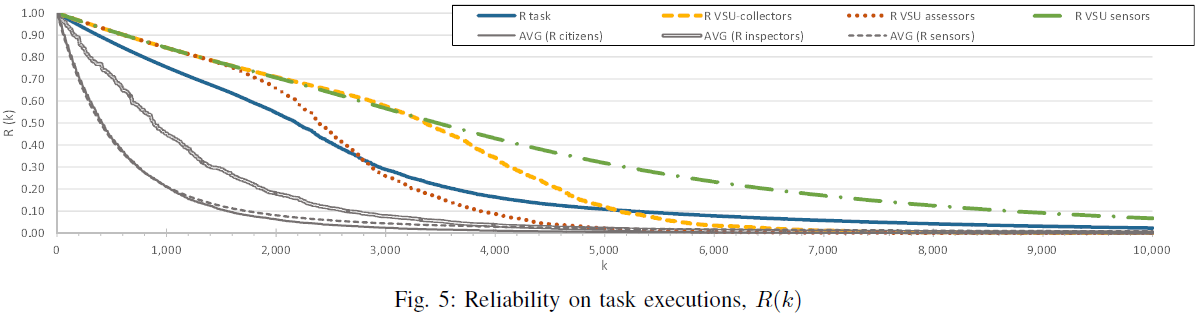 R task R VSU-collectors R VSU assessors R VSU sensors
AVG (R citizens) AVG (R inspectors) AVG (R sensors)
1.00
0.90
0.80
0.70
0.60
0.50
0.40
0.30
0.20
0.10
0.00
R (k)
0 1,000 2,000 3,000 4,000 5,000 6,000 7,000 8,000 9,000 10,000
k
Fig. 5: Reliability on task executions, R(k)